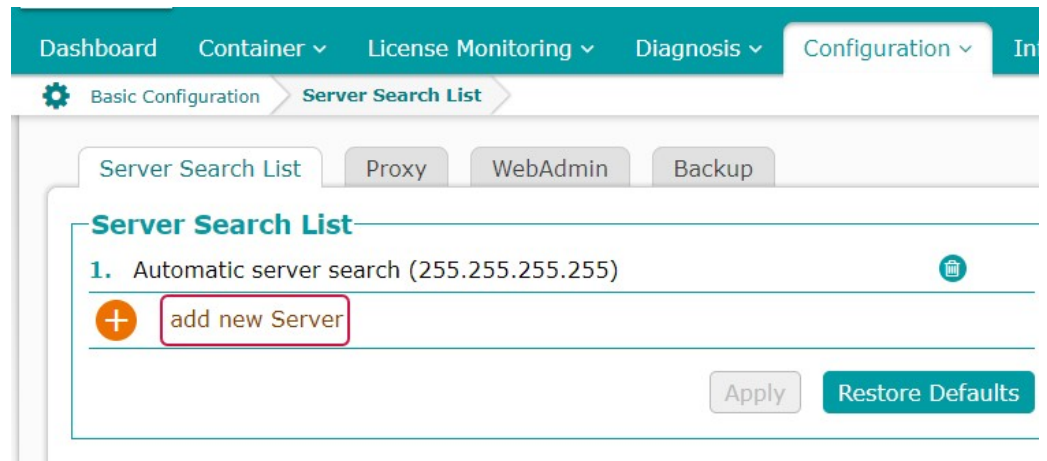 Dashboard Container License Monitoring Diagnosis Configuration
Basic Configuration Server Search List
Server Search List Proxy WebAdmin Backup
Server Search List
1. Automatic server search (255.255.255.255)
add new Server
Apply Restore Defaults